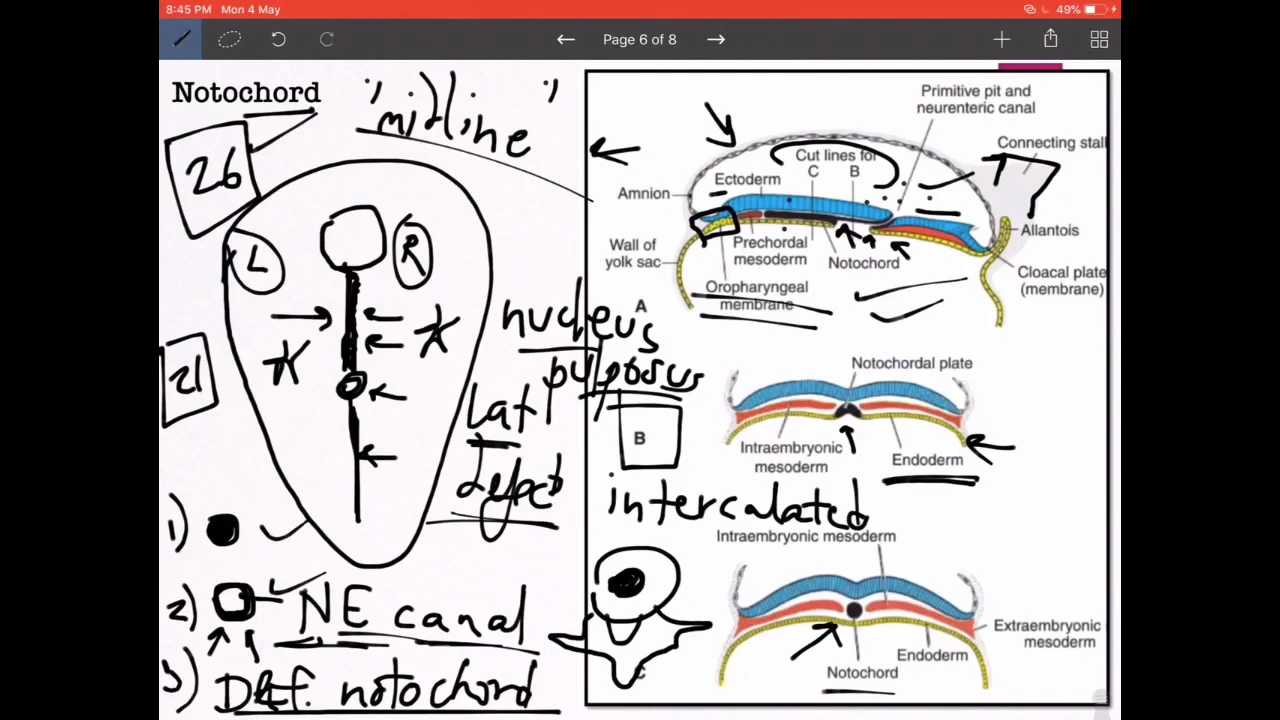 8:45 PM Mon 4 May
49%
Page 6 of 8
Notochord
"midline"
26
L
R
21
nucleus
pulposus
Lat
Defect
1)
2) NE canal
3) Def. notochord
Primitive pit and
neurenteric canal
Connecting stalk
Cut lines for
C B
Ectoderm
Amnion
Allantois
Wall of
yolk sac
Prechordal
mesoderm
Notochord
Cloacal plate
(membrane)
Oropharyngeal
membrane
A
Notochordal plate
B
Intraembryonic
mesoderm
Endoderm
intercalated
Intraembryonic mesoderm
Extraembryonic
mesoderm
Endoderm
Notochord
C